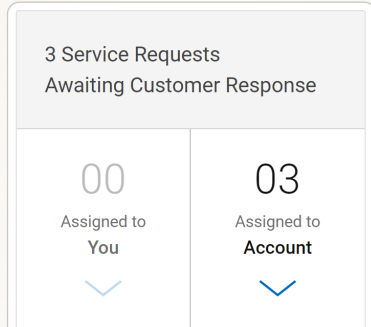 3 Service Requests
Awaiting Customer Response
00
Assigned to
You
03
Assigned to
Account